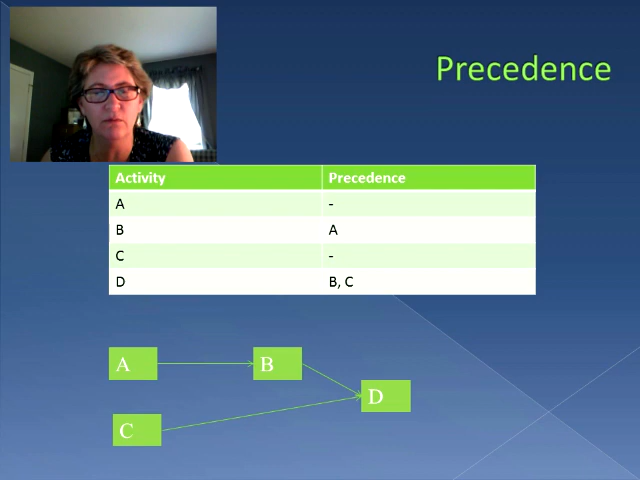 Precedence
Activity Precedence
A -
B A
C -
D B, C
A B
D
C